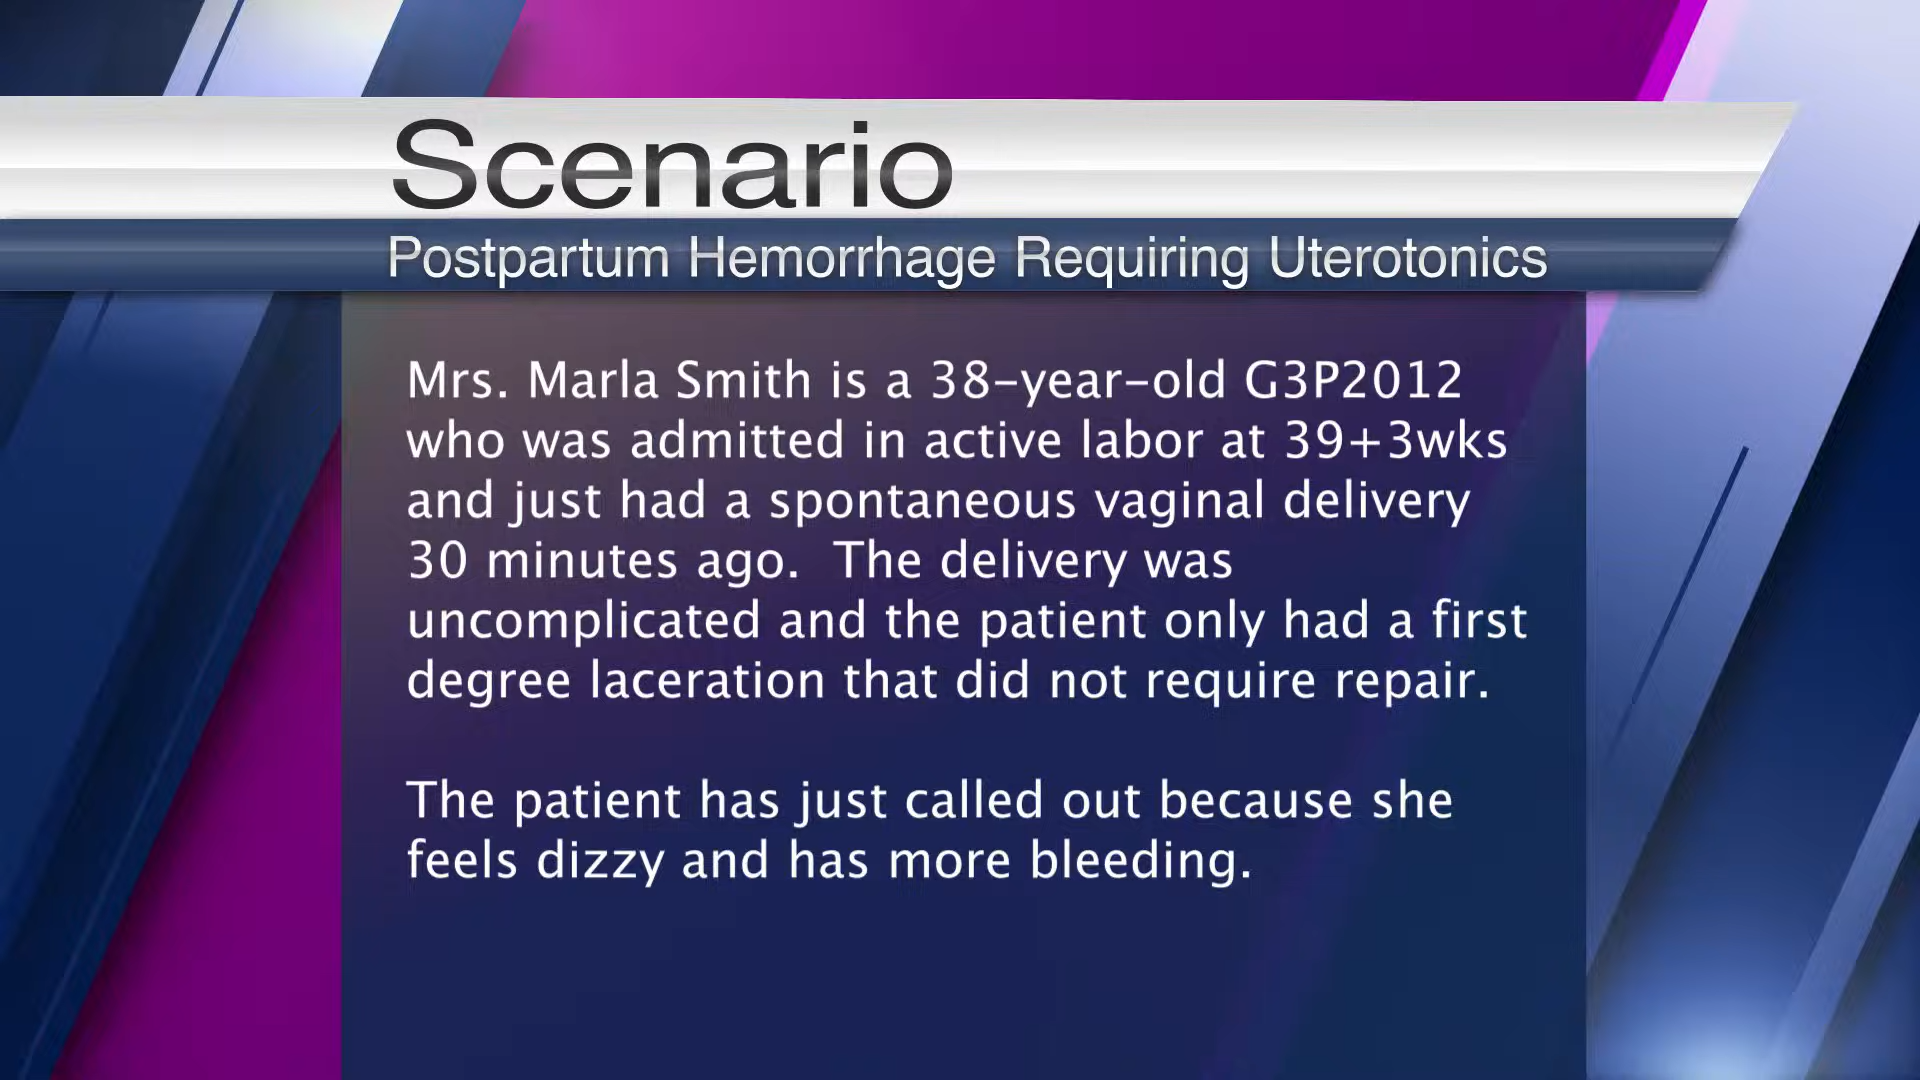 Scenario
Postpartum Hemorrhage Requiring Uterotonics
Mrs. Marla Smith is a 38-year-old G3P2012
who was admitted in active labor at 39+3wks
and just had a spontaneous vaginal delivery
30 minutes ago.  The delivery was
uncomplicated and the patient only had a first
degree laceration that did not require repair.
The patient has just called out because she
feels dizzy and has more bleeding.